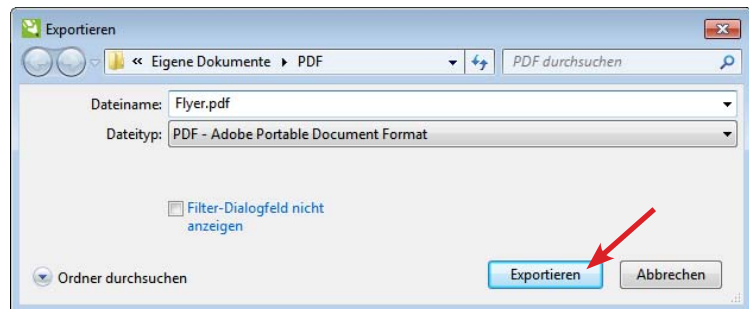 Exportieren
« Eigene Dokumente ▸ PDF
PDF durchsuchen
Dateiname: Flyer.pdf
Dateityp: PDF - Adobe Portable Document Format
Filter-Dialogfeld nicht
anzeigen
Ordner durchsuchen
Exportieren
Abbrechen